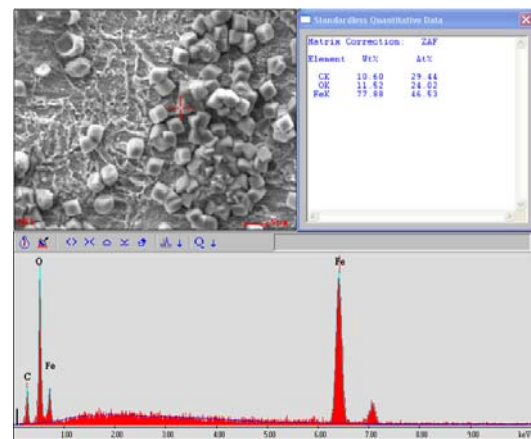 Standardless Quantitative Data
Matrix Correction: ZAF
Element Wt% At%
CK 10.60 29.44
OK 11.52 24.02
FeK 77.88 46.53
O
Fe
Fe
C
1.00 2.00 3.00 4.00 5.00 6.00 7.00 8.00 9.00